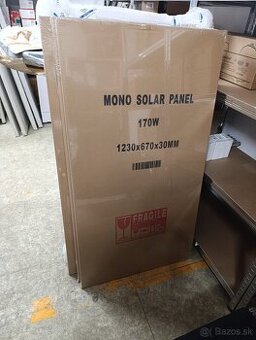 MONO SOLAR PANEL
170W
1230x670x30MM
FRAGILE
Bazos.sk